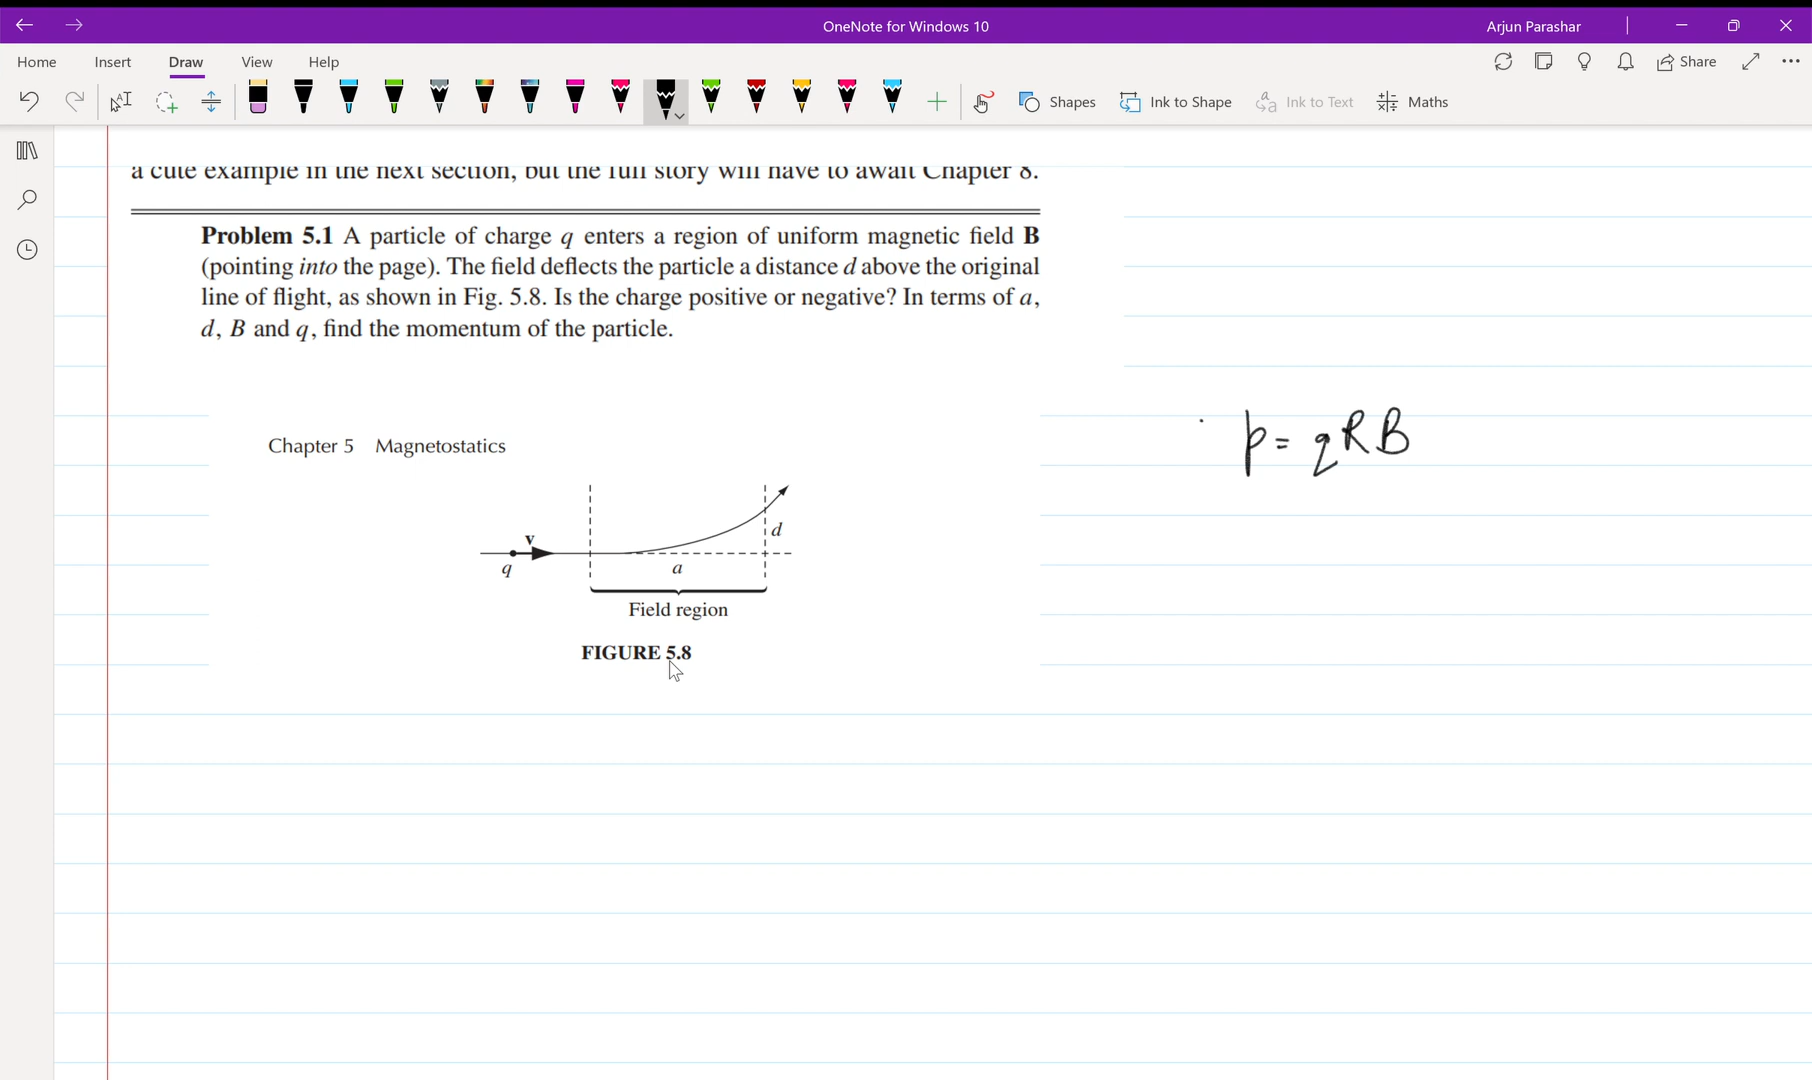 OneNote for Windows 10
Arjun Parashar
Home Insert Draw View Help
Share
Shapes Ink to Shape Ink to Text Maths
a cute example in the next section, but the full story will have to await Chapter 8.
Problem 5.1 A particle of charge q enters a region of uniform magnetic field B
(pointing into the page). The field deflects the particle a distance d above the original
line of flight, as shown in Fig. 5.8. Is the charge positive or negative? In terms of a,
d, B and q, find the momentum of the particle.
p = qRB
Chapter 5 Magnetostatics
v
d
q
a
Field region
FIGURE 5.8